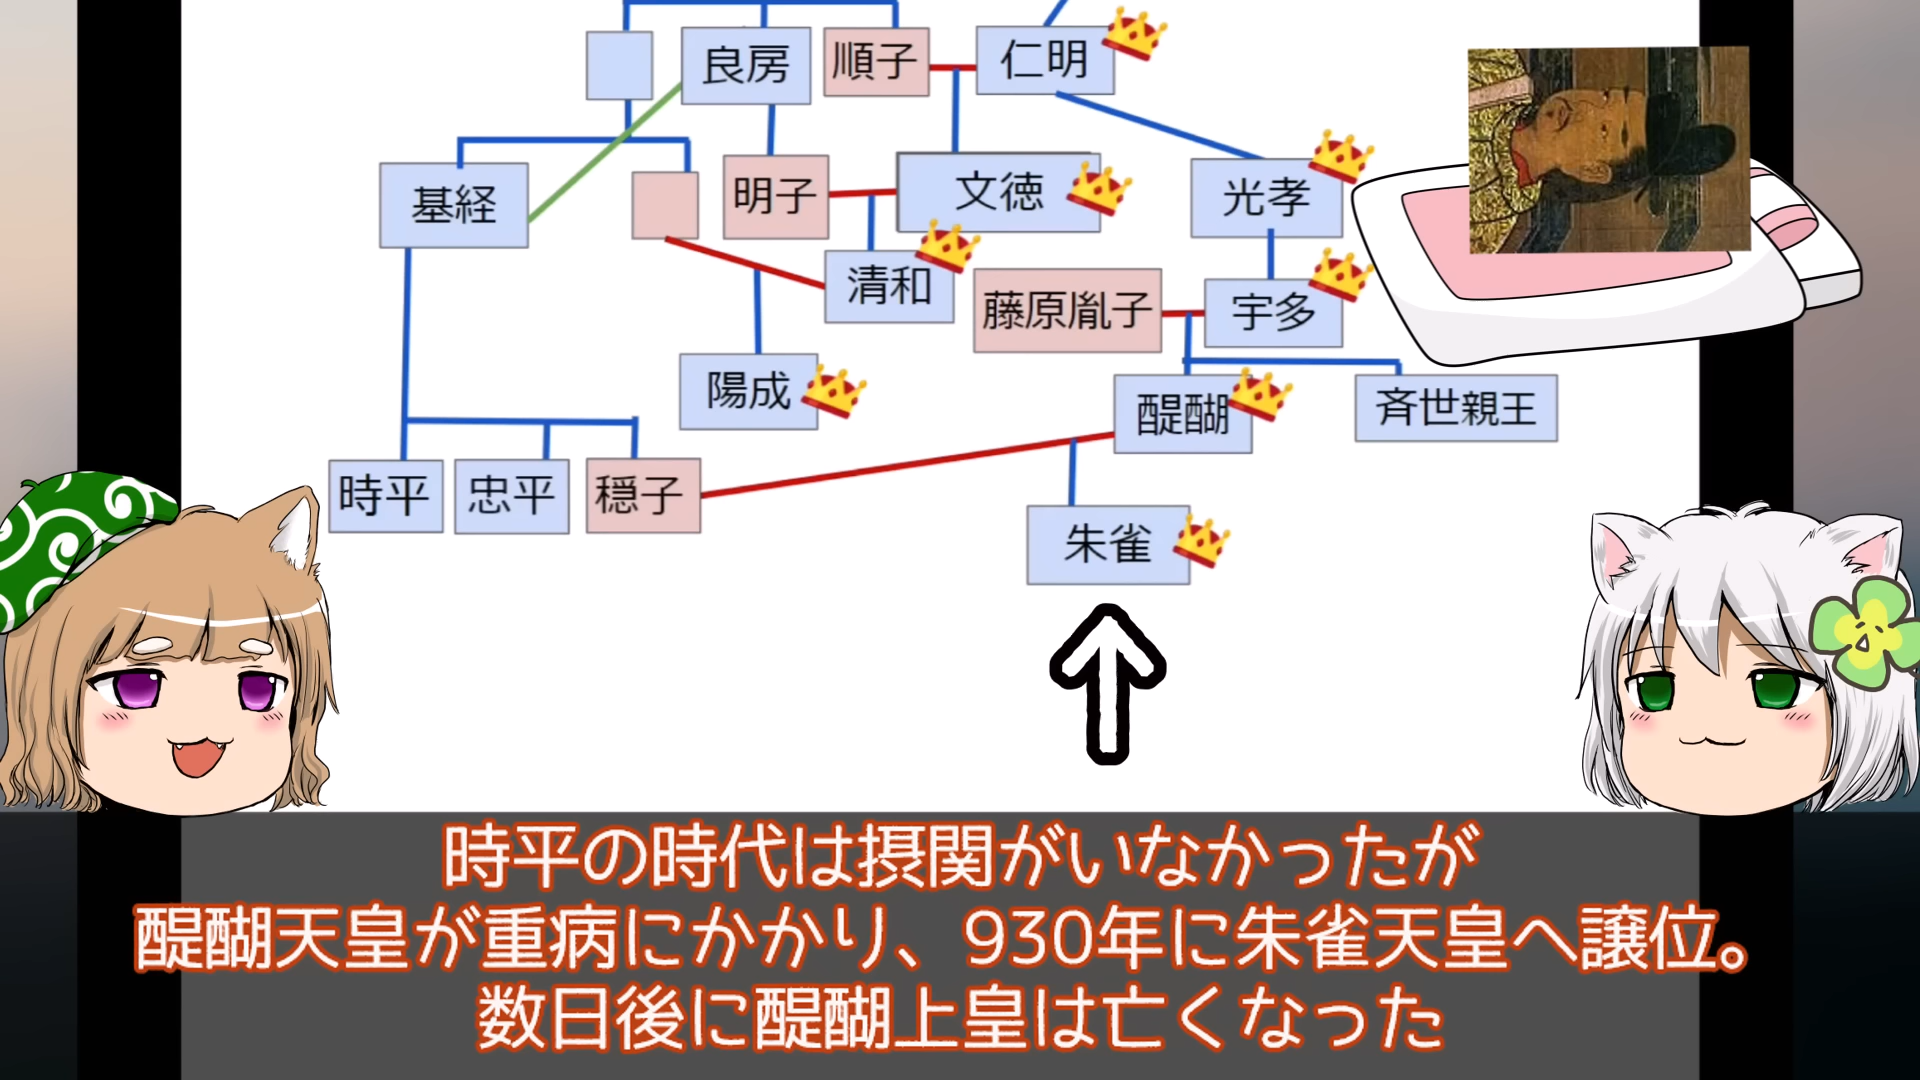 良房
順子
仁明
基経
明子
文徳
光孝
清和
藤原胤子
宇多
陽成
醍醐
斉世親王
時平
忠平
穏子
朱雀
時平の時代は摂関がいなかったが
醍醐天皇が重病にかかり、930年に朱雀天皇へ譲位。
数日後に醍醐上皇は亡くなった